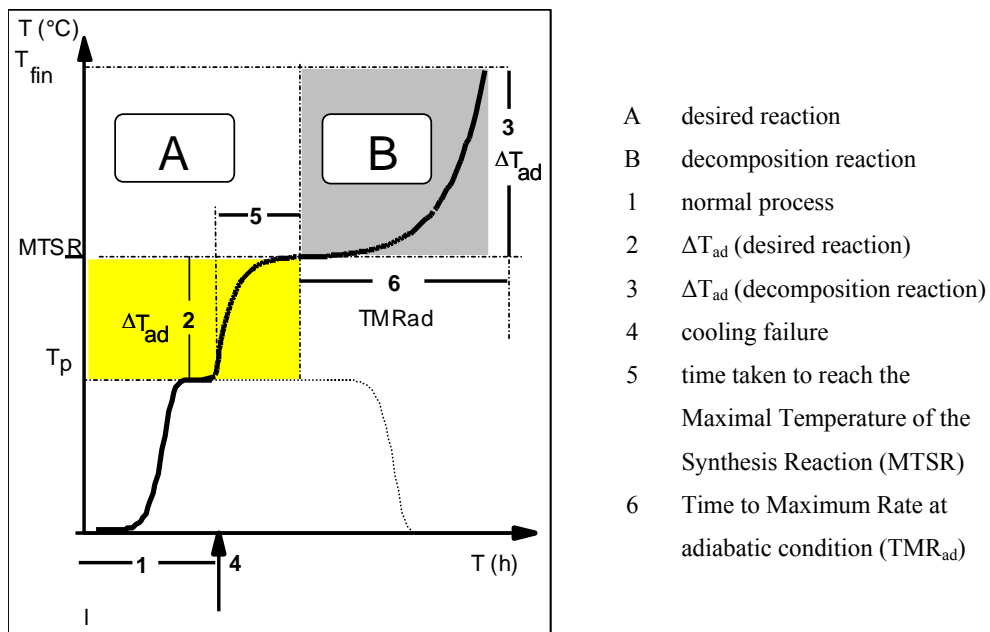 T (°C)
T
fin
A
B
3
ΔT
ad
5
MTSR
6
ΔT
ad
2
TMRad
T
p
1
4
T (h)
l
A desired reaction
B decomposition reaction
1 normal process
2 ΔTad (desired reaction)
3 ΔTad (decomposition reaction)
4 cooling failure
5 time taken to reach the
Maximal Temperature of the
Synthesis Reaction (MTSR)
6 Time to Maximum Rate at
adiabatic condition (TMRad)